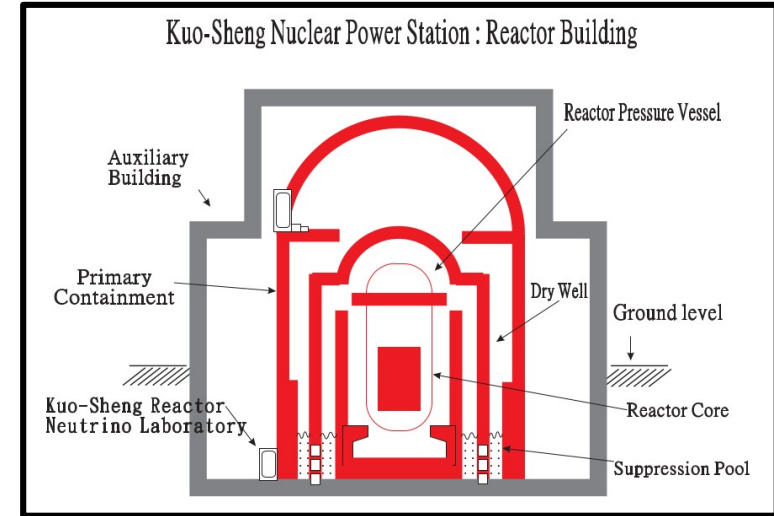 Kuo-Sheng Nuclear Power Station : Reactor Building
Reactor Pressure Vessel
Auxiliary
Building
Primary
Containment
Dry Well
Ground level
Kuo-Sheng Reactor
Neutrino Laboratory
Reactor Core
Suppression Pool